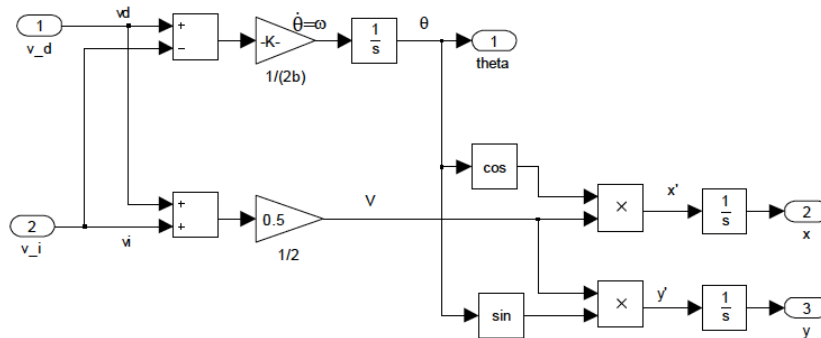 vd
1
v_d
+
−
-K-
1/(2b)
θ̇=ω
1
s
θ
1
theta
cos
×
x'
1
s
2
x
2
v_i
vi
+
+
0.5
1/2
V
sin
×
y'
1
s
3
y